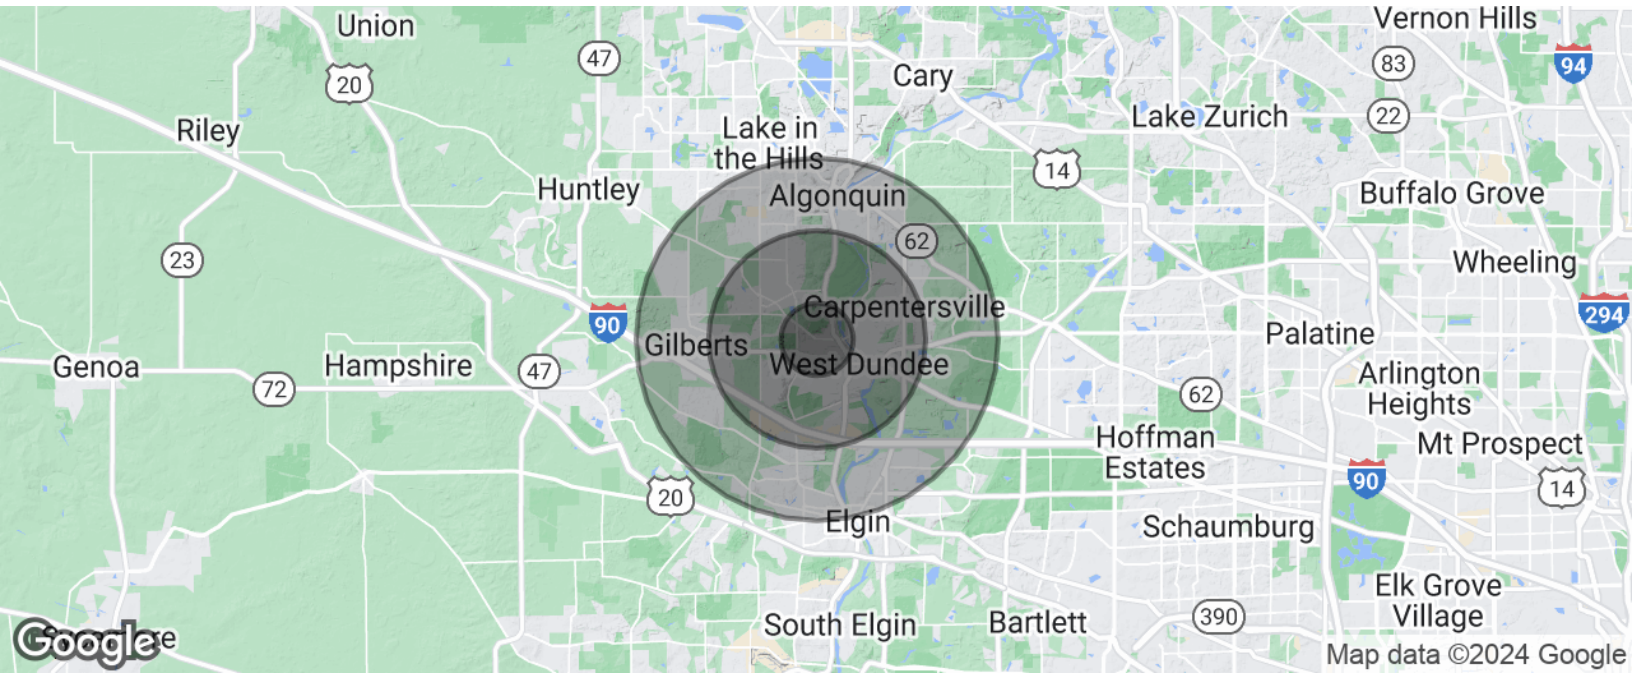 Vernon Hills
Union
47
83
94
20
Cary
22
Lake Zurich
Riley
Lake in
the Hills
14
Huntley
Algonquin
Buffalo Grove
62
23
Wheeling
Carpentersville
294
90
Palatine
Gilberts
Genoa
Hampshire
47
West Dundee
72
62
Arlington
Heights
Hoffman
Estates
Mt Prospect
90
20
14
Elgin
Schaumburg
Elk Grove
Village
390
South Elgin
Bartlett
Google
Map data ©2024 Google